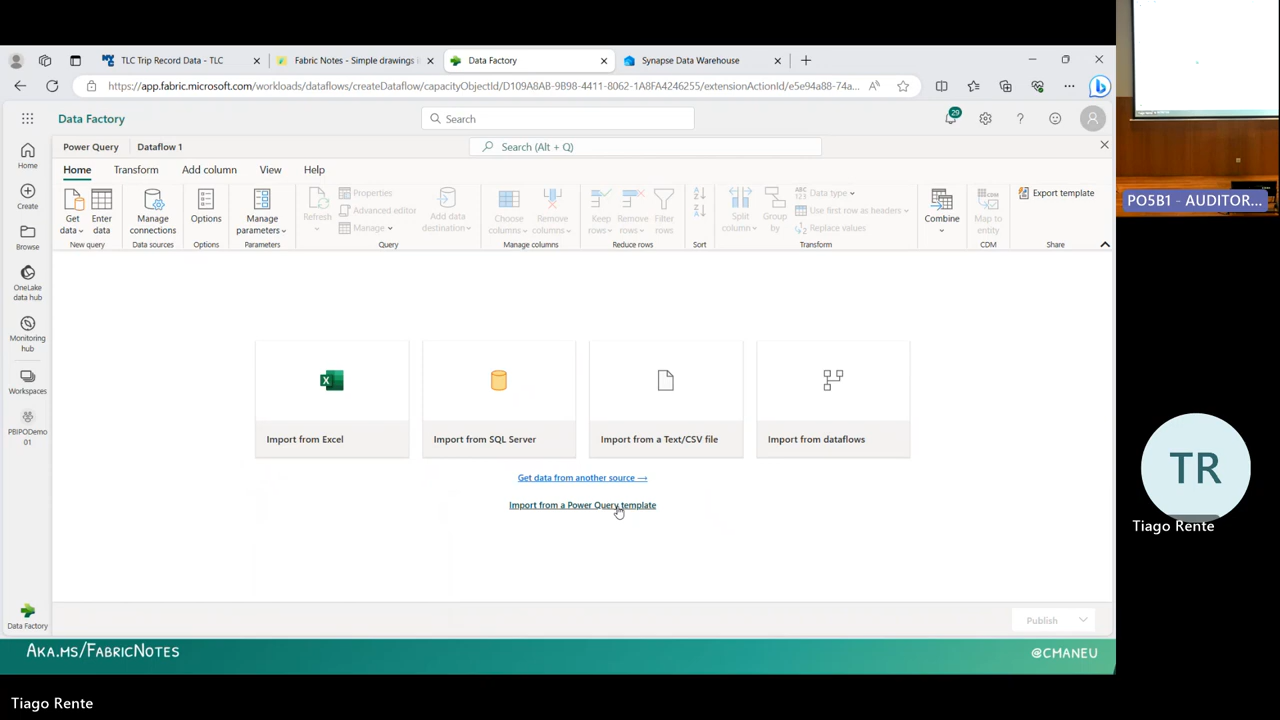 TLC Trip Record Data - TLC
Fabric Notes - Simple drawings
Data Factory
Synapse Data Warehouse
https://app.fabric.microsoft.com/workloads/dataflows/createDataflow/capacityObjectId/D109A8AB-9B98-4411-8062-1A8FA4246255/extensionActionId/e5e94a88-74a...
Data Factory
Search
29
Power Query
Dataflow 1
Search (Alt + Q)
Home
Transform
Add column
View
Help
Get data
Enter data
Manage connections
Options
Manage parameters
Refresh
Properties
Advanced editor
Manage
Add data destination
Choose columns
Remove columns
Keep rows
Remove rows
Filter rows
Split column
Group by
Data type
Use first row as headers
Replace values
Combine
Map to entity
Export template
New query
Data sources
Options
Parameters
Query
Manage columns
Reduce rows
Sort
Transform
CDM
Share
Home
Create
Browse
OneLake data hub
Monitoring hub
Workspaces
PBIPODemo 01
Data Factory
Import from Excel
Import from SQL Server
Import from a Text/CSV file
Import from dataflows
Get data from another source →
Import from a Power Query template
Publish
Aka.ms/FabricNotes
@cmaneu
PO5B1 - AUDITOR...
TR
Tiago Rente
Tiago Rente